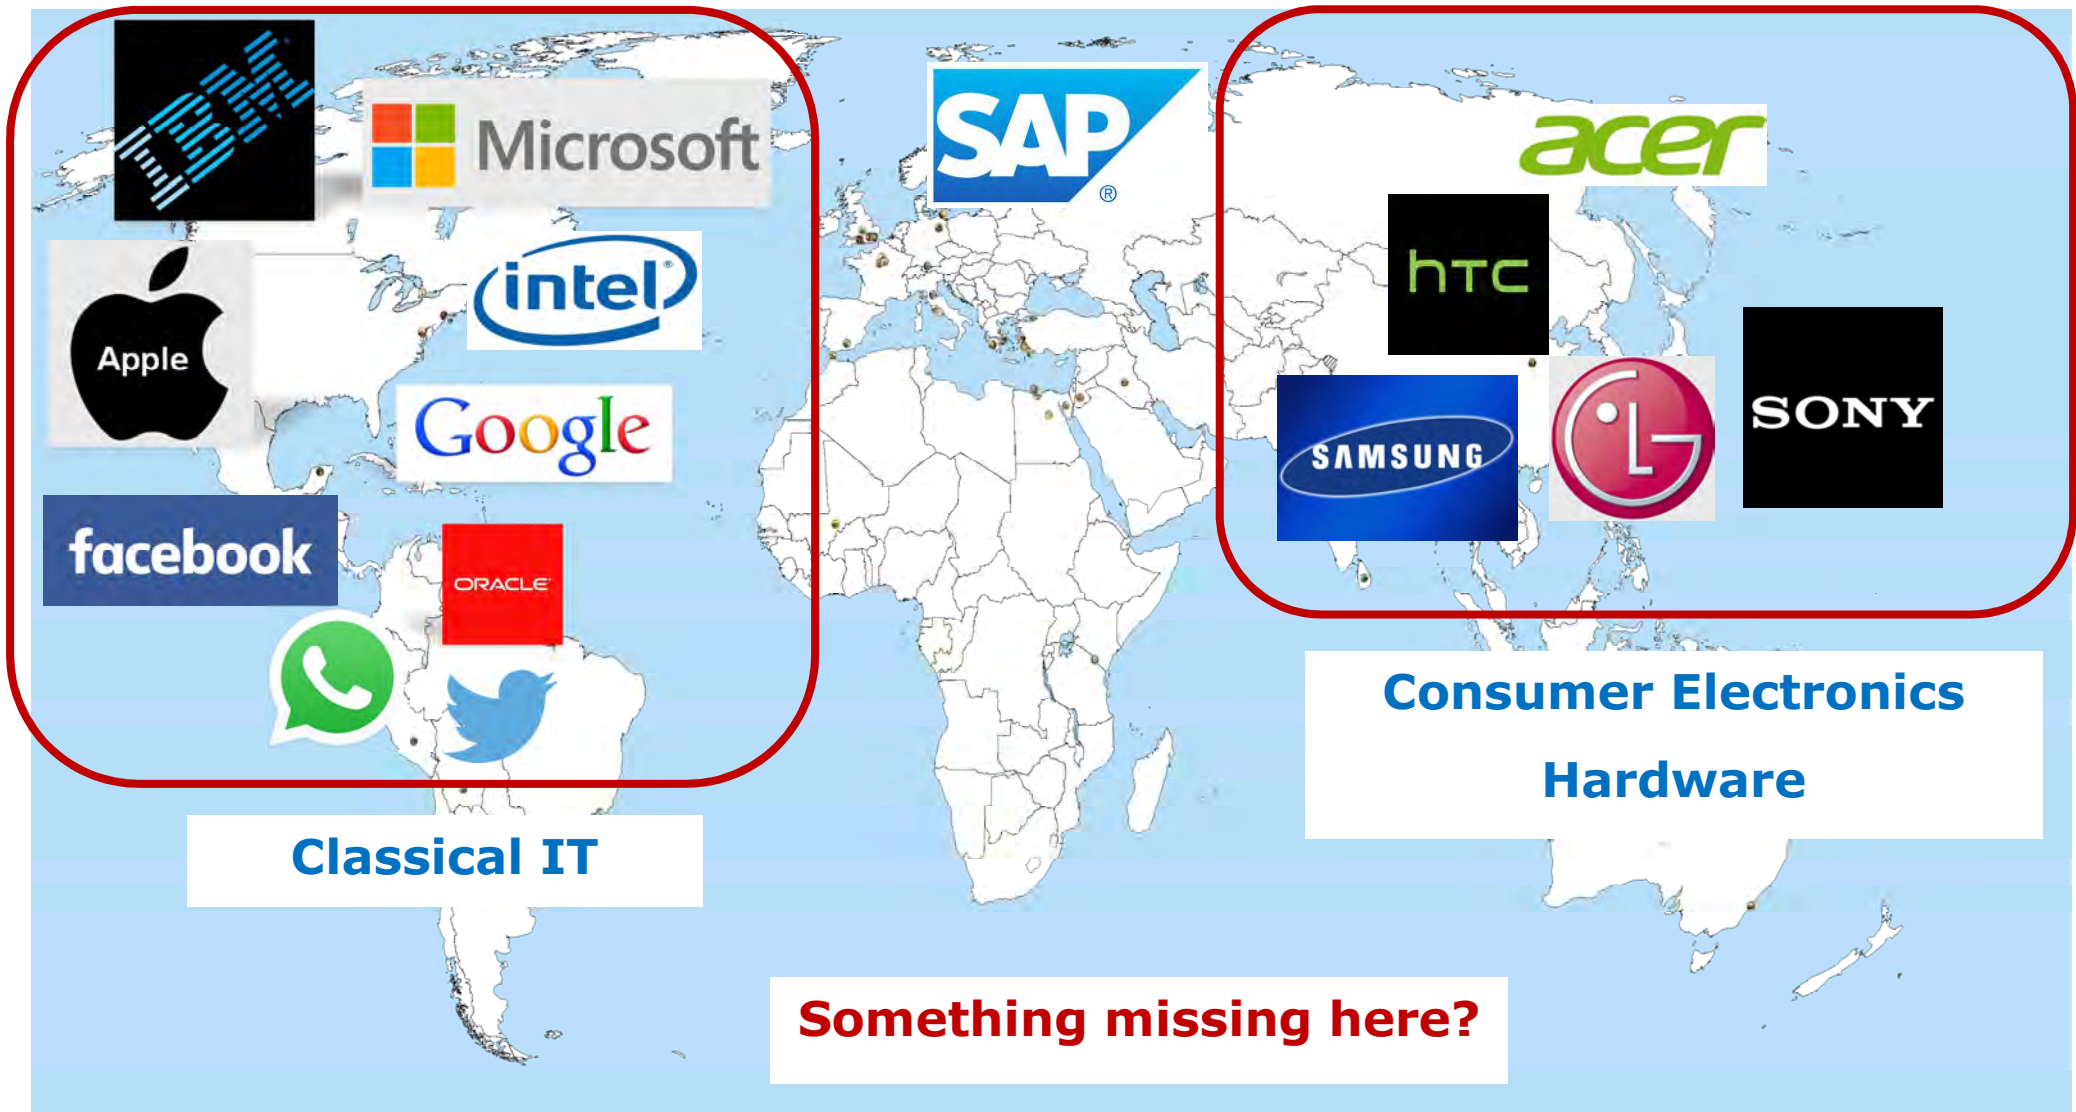 IBM
Microsoft
SAP
®
acer
hTC
intel
®
Apple
Google
SAMSUNG
LG
SONY
facebook
ORACLE
Consumer Electronics
Hardware
Classical IT
Something missing here?